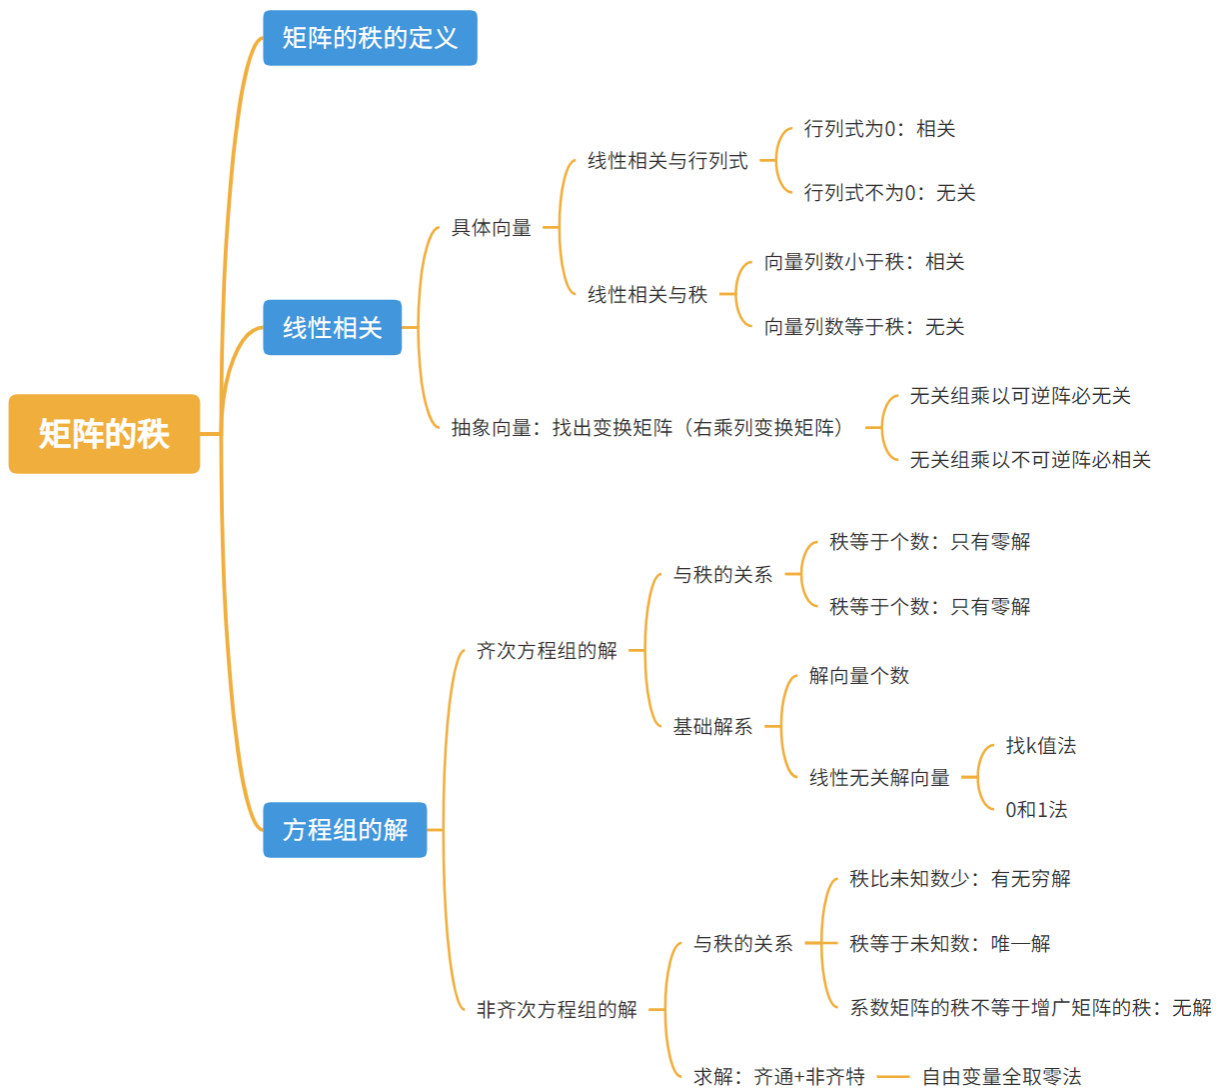 矩阵的秩
矩阵的秩的定义
线性相关
具体向量
线性相关与行列式
行列式为0：相关
行列式不为0：无关
线性相关与秩
向量列数小于秩：相关
向量列数等于秩：无关
抽象向量：找出变换矩阵（右乘列变换矩阵）
无关组乘以可逆阵必无关
无关组乘以不可逆阵必相关
方程组的解
齐次方程组的解
与秩的关系
秩等于个数：只有零解
秩等于个数：只有零解
基础解系
解向量个数
线性无关解向量
找k值法
0和1法
非齐次方程组的解
与秩的关系
秩比未知数少：有无穷解
秩等于未知数：唯一解
系数矩阵的秩不等于增广矩阵的秩：无解
求解：齐通+非齐特
自由变量全取零法